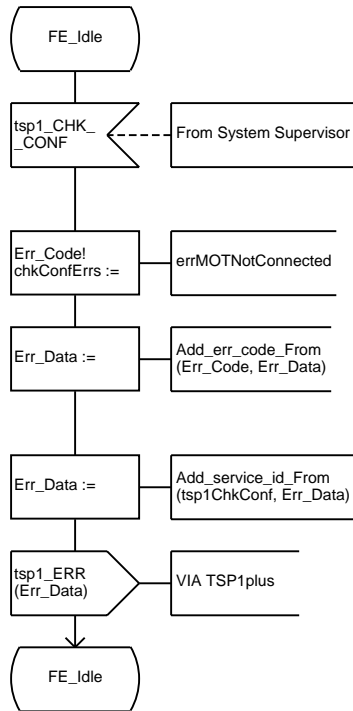 FE_Idle
tsp1_CHK_
_CONF
From System Supervisor
Err_Code!
chkConfErrs :=
errMOTNotConnected
Err_Data :=
Add_err_code_From
(Err_Code, Err_Data)
Err_Data :=
Add_service_id_From
(tsp1ChkConf, Err_Data)
tsp1_ERR
(Err_Data)
VIA TSP1plus
FE_Idle